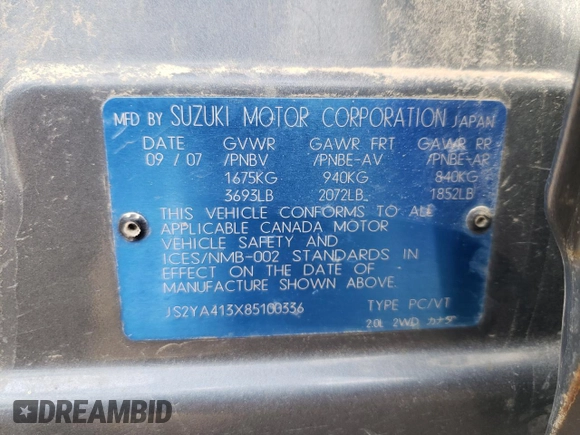 MFD BY SUZUKI MOTOR CORPORATION JAPAN
DATE GVWR GAWR FRT GAWR RR
09 / 07 /PNBV /PNBE-AV /PNBE-AR
1675KG 940KG 840KG
3693LB 2072LB 1852LB
THIS VEHICLE CONFORMS TO ALL
APPLICABLE CANADA MOTOR
VEHICLE SAFETY AND
ICES/NMB-002 STANDARDS IN
EFFECT ON THE DATE OF
MANUFACTURE SHOWN ABOVE.
JS2YA413X85100336 TYPE PC/VT
2.0L 2WD カナダ
DREAMBID